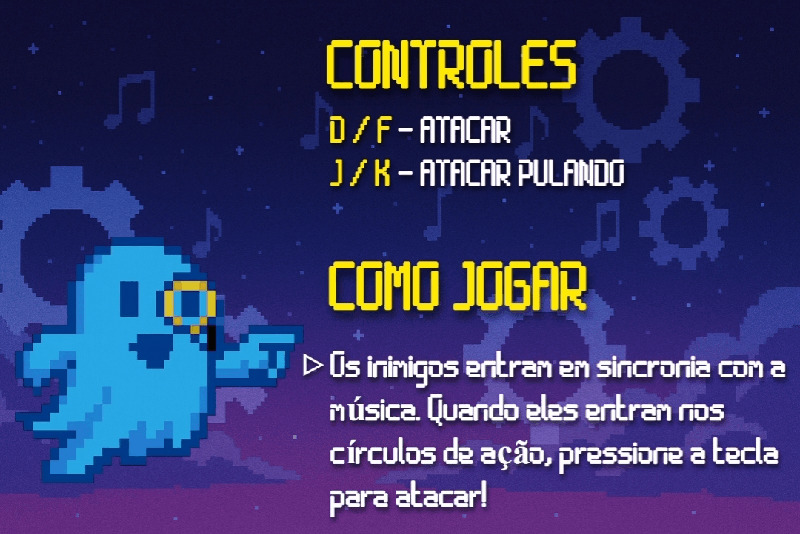 CONTROLES
D / F - ATACAR
J / K - ATACAR PULANDO
COMO JOGAR
Os inimigos entram em sincronia com a
música. Quando eles entram nos
círculos de ação, pressione a tecla
para atacar!